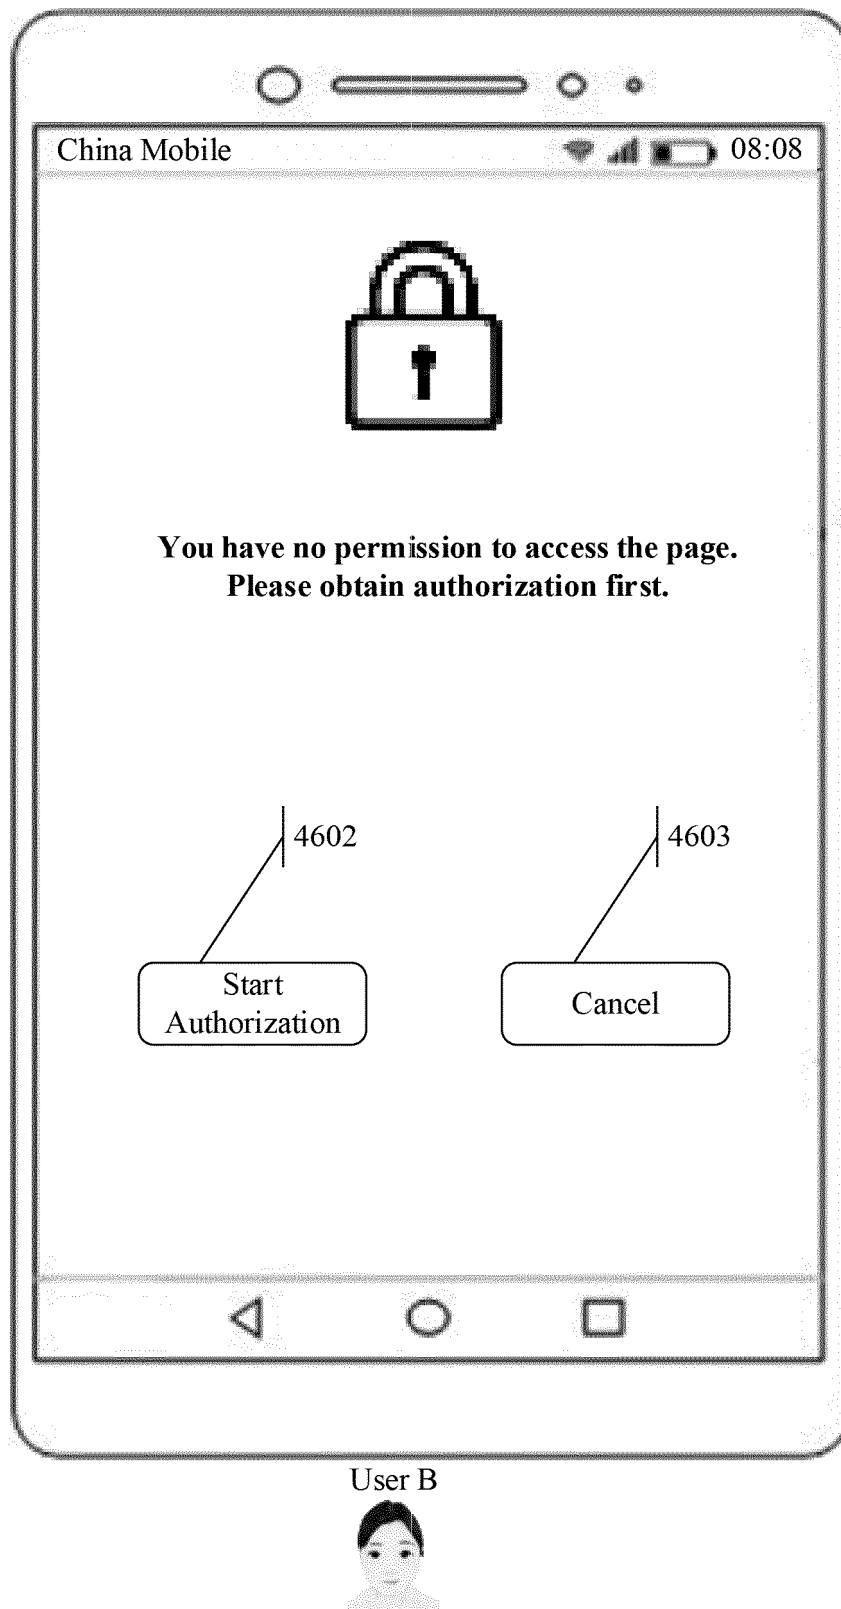 China Mobile 08:08
You have no permission to access the page.
Please obtain authorization first.
4602 4603
Start
Authorization
Cancel
User B